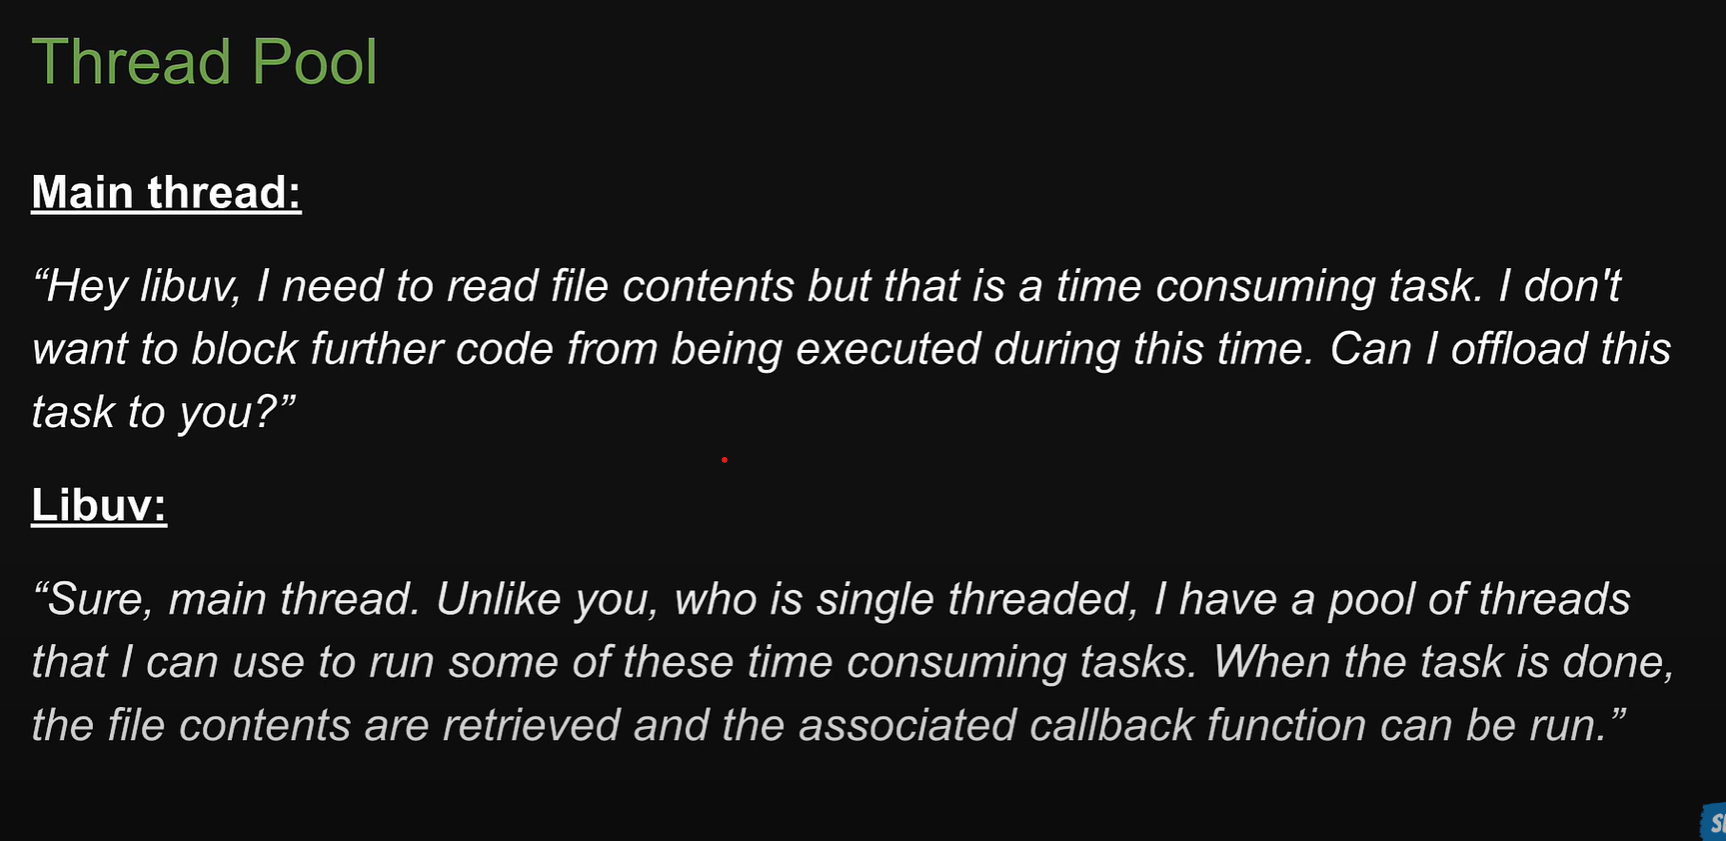 Thread Pool
Main thread:
“Hey libuv, I need to read file contents but that is a time consuming task. I don't
want to block further code from being executed during this time. Can I offload this
task to you?”
Libuv:
“Sure, main thread. Unlike you, who is single threaded, I have a pool of threads
that I can use to run some of these time consuming tasks. When the task is done,
the file contents are retrieved and the associated callback function can be run.”